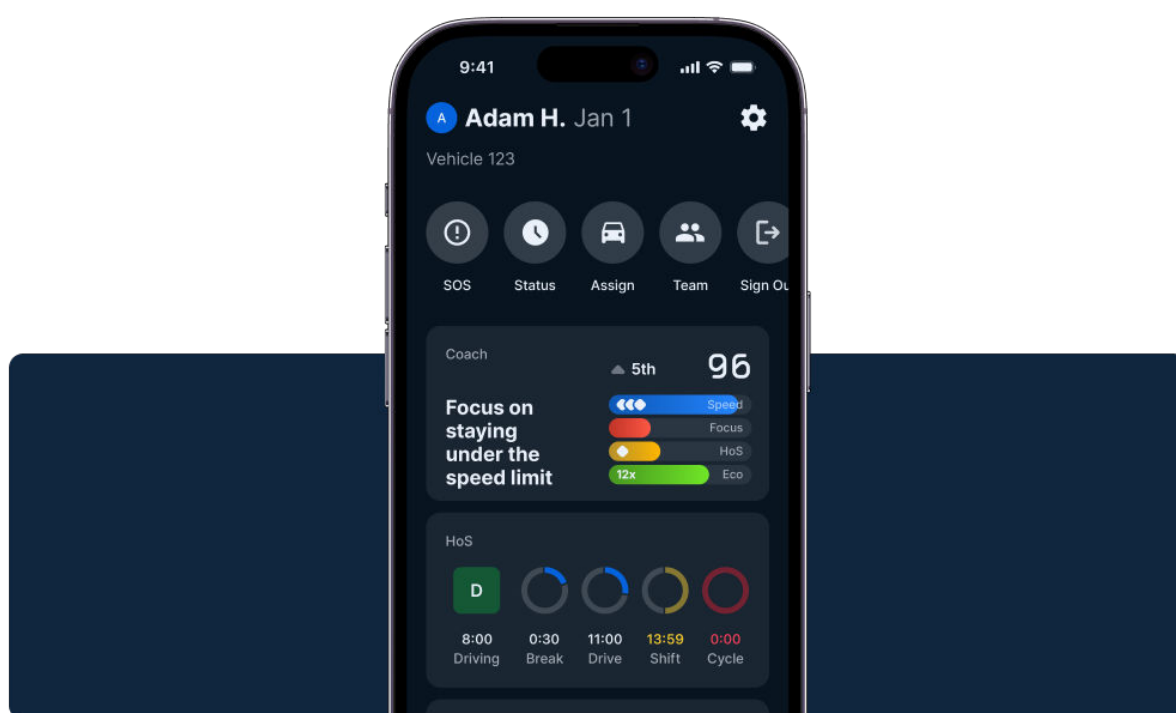 9:41
A Adam H. Jan 1
Vehicle 123
SOS Status Assign Team Sign Ou
Coach
5th 96
Focus on
staying
under the
speed limit
Speed
Focus
HoS
12x Eco
HoS
D
8:00 0:30 11:00 13:59 0:00
Driving Break Drive Shift Cycle